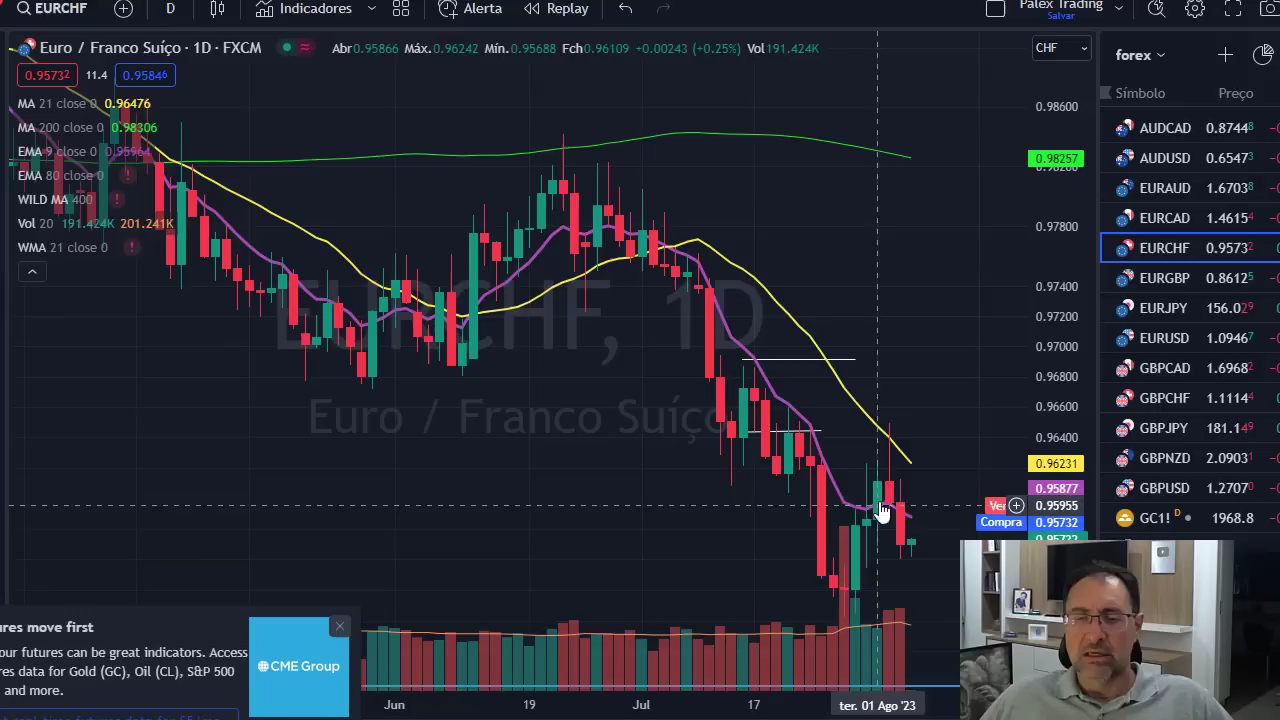 EURCHF D Indicadores Alerta Replay Palex Trading
Salvar
Euro / Franco Suíço · 1D · FXCM Abr0.95866 Máx.0.96242 Mín.0.95688 Fch0.96109 +0.00243 (+0.25%) Vol191.424K CHF
0.95732 11.4 0.95846
MA 21 close 0 0.96476
MA 200 close 0 0.98306
EMA 9 close 0 0.95964
EMA 80 close 0 !
WILD MA 400 !
Vol 20 191.424K 201.241K
WMA 21 close 0 !
EURCHF, 1D
Euro / Franco Suíço
0.98600
0.98257
0.98200
0.97800
0.97400
0.97200
0.97000
0.96800
0.96600
0.96400
0.96231
0.95877
Ver + 0.95955
Compra 0.95732
0.95732
forex
Símbolo Preço
AUDCAD 0.87448
AUDUSD 0.65473
EURAUD 1.67038
EURCAD 1.46154
EURCHF 0.95732
EURGBP 0.86125
EURJPY 156.029
EURUSD 1.09467
GBPCAD 1.69682
GBPCHF 1.11144
GBPJPY 181.149
GBPNZD 2.09031
GBPUSD 1.27070
GC1! D 1968.8
ures move first
our futures can be great indicators. Access
res data for Gold (GC), Oil (CL), S&P 500
and more.
CME Group
Jun 19 Jul 17 ter. 01 Ago '23